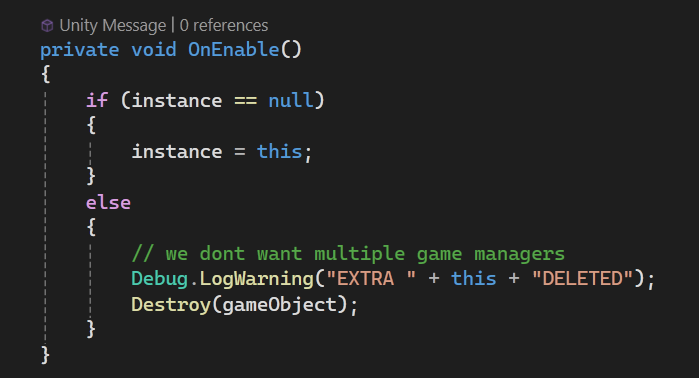 Unity Message | 0 references
private void OnEnable()
{
if (instance == null)
{
instance = this;
}
else
{
// we dont want multiple game managers
Debug.LogWarning("EXTRA " + this + "DELETED");
Destroy(gameObject);
}
}